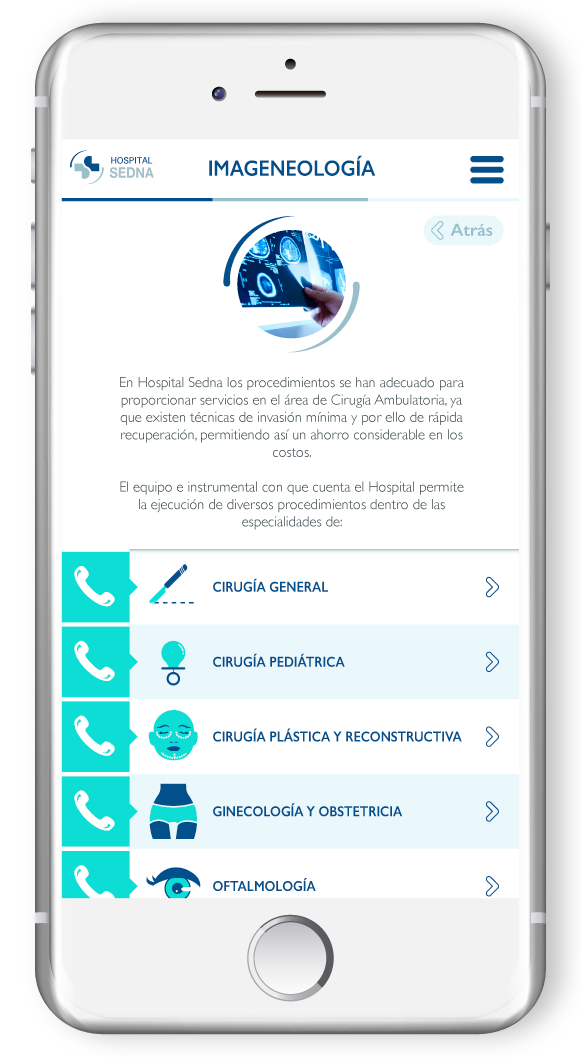 HOSPITAL
SEDNA
IMAGENEOLOGÍA
Atrás
En Hospital Sedna los procedimientos se han adecuado para
proporcionar servicios en el área de Cirugía Ambulatoria, ya
que existen técnicas de invasión mínima y por ello de rápida
recuperación, permitiendo así un ahorro considerable en los
costos.
El equipo e instrumental con que cuenta el Hospital permite
la ejecución de diversos procedimientos dentro de las
especialidades de:
CIRUGÍA GENERAL
CIRUGÍA PEDIÁTRICA
CIRUGÍA PLÁSTICA Y RECONSTRUCTIVA
GINECOLOGÍA Y OBSTETRICIA
OFTALMOLOGÍA